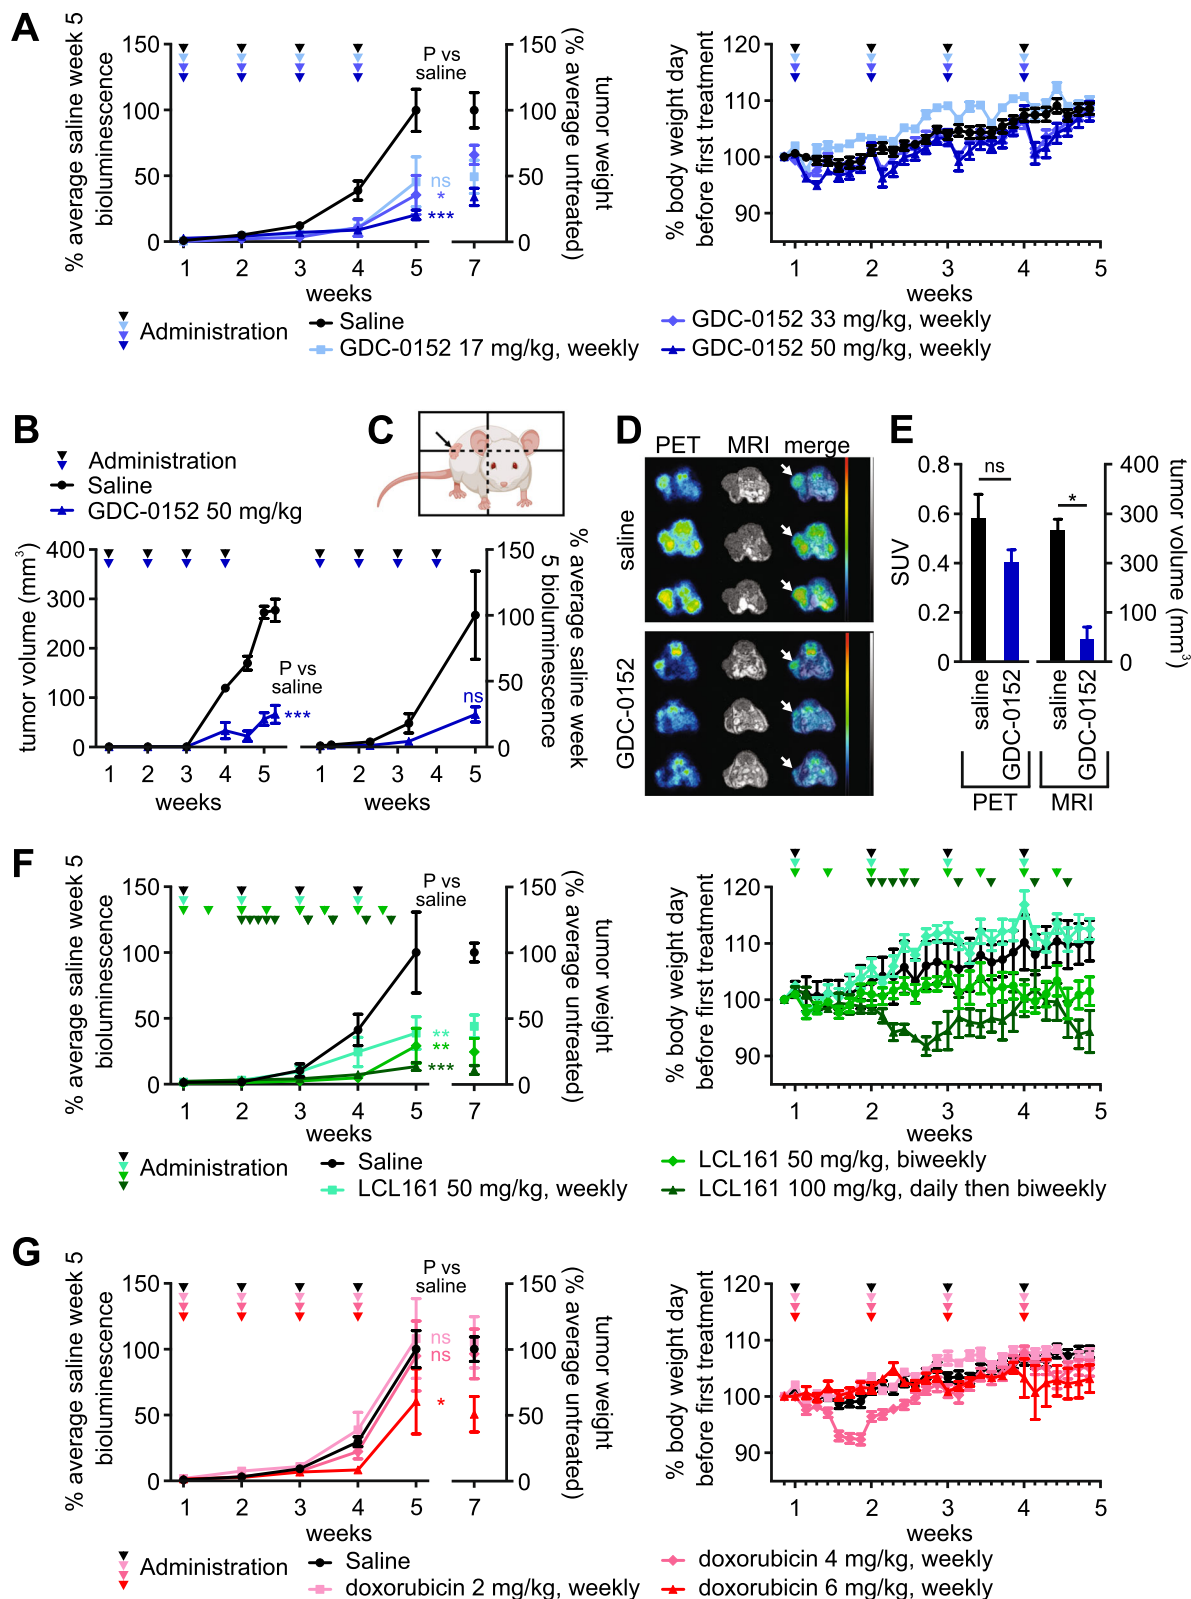 A
% average saline week 5
bioluminescence
150
100
50
0
1 2 3 4 5 7
weeks
P vs
saline
ns
*
***
150
100
50
0
tumor weight
(% average untreated)
% body weight day
before first treatment
120
110
100
90
1 2 3 4 5
weeks
Administration
Saline
GDC-0152 17 mg/kg, weekly
GDC-0152 33 mg/kg, weekly
GDC-0152 50 mg/kg, weekly
B
Administration
Saline
GDC-0152 50 mg/kg
tumor volume (mm³)
400
300
200
100
0
1 2 3 4 5
weeks
P vs
saline
***
ns
1 2 3 4 5
weeks
150
100
50
0
% average saline week
5 bioluminescence
C
D
PET MRI merge
saline
GDC-0152
E
SUV
0.8
0.6
0.4
0.2
0
ns
*
400
300
200
100
0
tumor volume (mm³)
saline
GDC-0152
saline
GDC-0152
PET MRI
F
% average saline week 5
bioluminescence
150
100
50
0
1 2 3 4 5 7
weeks
P vs
saline
**
**
***
150
100
50
0
tumor weight
(% average untreated)
% body weight day
before first treatment
120
110
100
90
1 2 3 4 5
weeks
Administration
Saline
LCL161 50 mg/kg, weekly
LCL161 50 mg/kg, biweekly
LCL161 100 mg/kg, daily then biweekly
G
% average saline week 5
bioluminescence
150
100
50
0
1 2 3 4 5 7
weeks
P vs
saline
ns
ns
*
150
100
50
0
tumor weight
(% average untreated)
% body weight day
before first treatment
120
110
100
90
1 2 3 4 5
weeks
Administration
Saline
doxorubicin 2 mg/kg, weekly
doxorubicin 4 mg/kg, weekly
doxorubicin 6 mg/kg, weekly